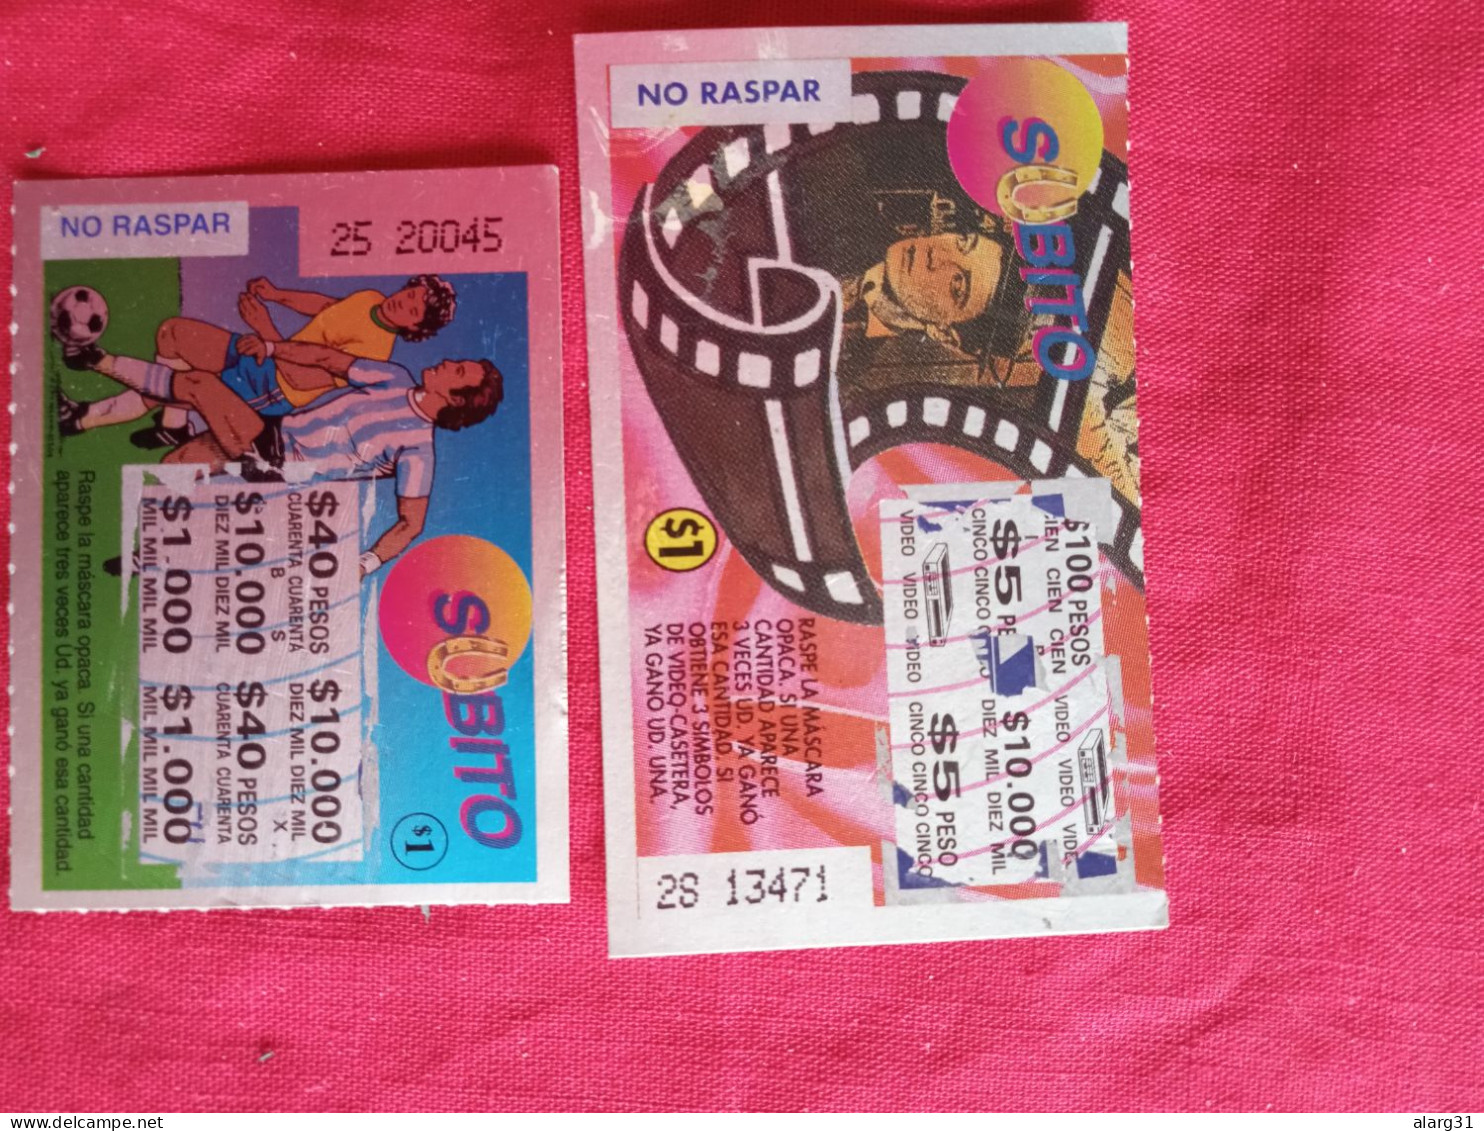 NO RASPAR
25 20045
Raspe la máscara opaca. Si una cantidad
aparece tres veces Ud. ya ganó esa cantidad.
$40 PESOS
CUARENTA CUARENTA
B S
$10.000
DIEZ MIL DIEZ MIL
$1.000
MIL MIL MIL MIL
$10.000
DIEZ MIL DIEZ MIL
X
$40 PESOS
CUARENTA CUARENTA
$1.000
MIL MIL MIL MIL
SUBITO
$1
NO RASPAR
SUBITO
$1
RASPE LA MÁSCARA
OPACA. SI UNA
CANTIDAD APARECE
3 VECES UD. YA GANÓ
ESA CANTIDAD. SI
OBTIENE 3 SIMBOLOS
DE VIDEO-CASETERA,
YA GANO UD. UNA.
$100 PESOS
CIEN CIEN CIEN
$5 PE
CINCO CINCO
VIDEO VIDEO VIDEO
VIDEO VIDEO
$10.000
DIEZ MIL DIEZ MIL
$5 PESO
CINCO CINCO CINCO
28 13471
alarg31